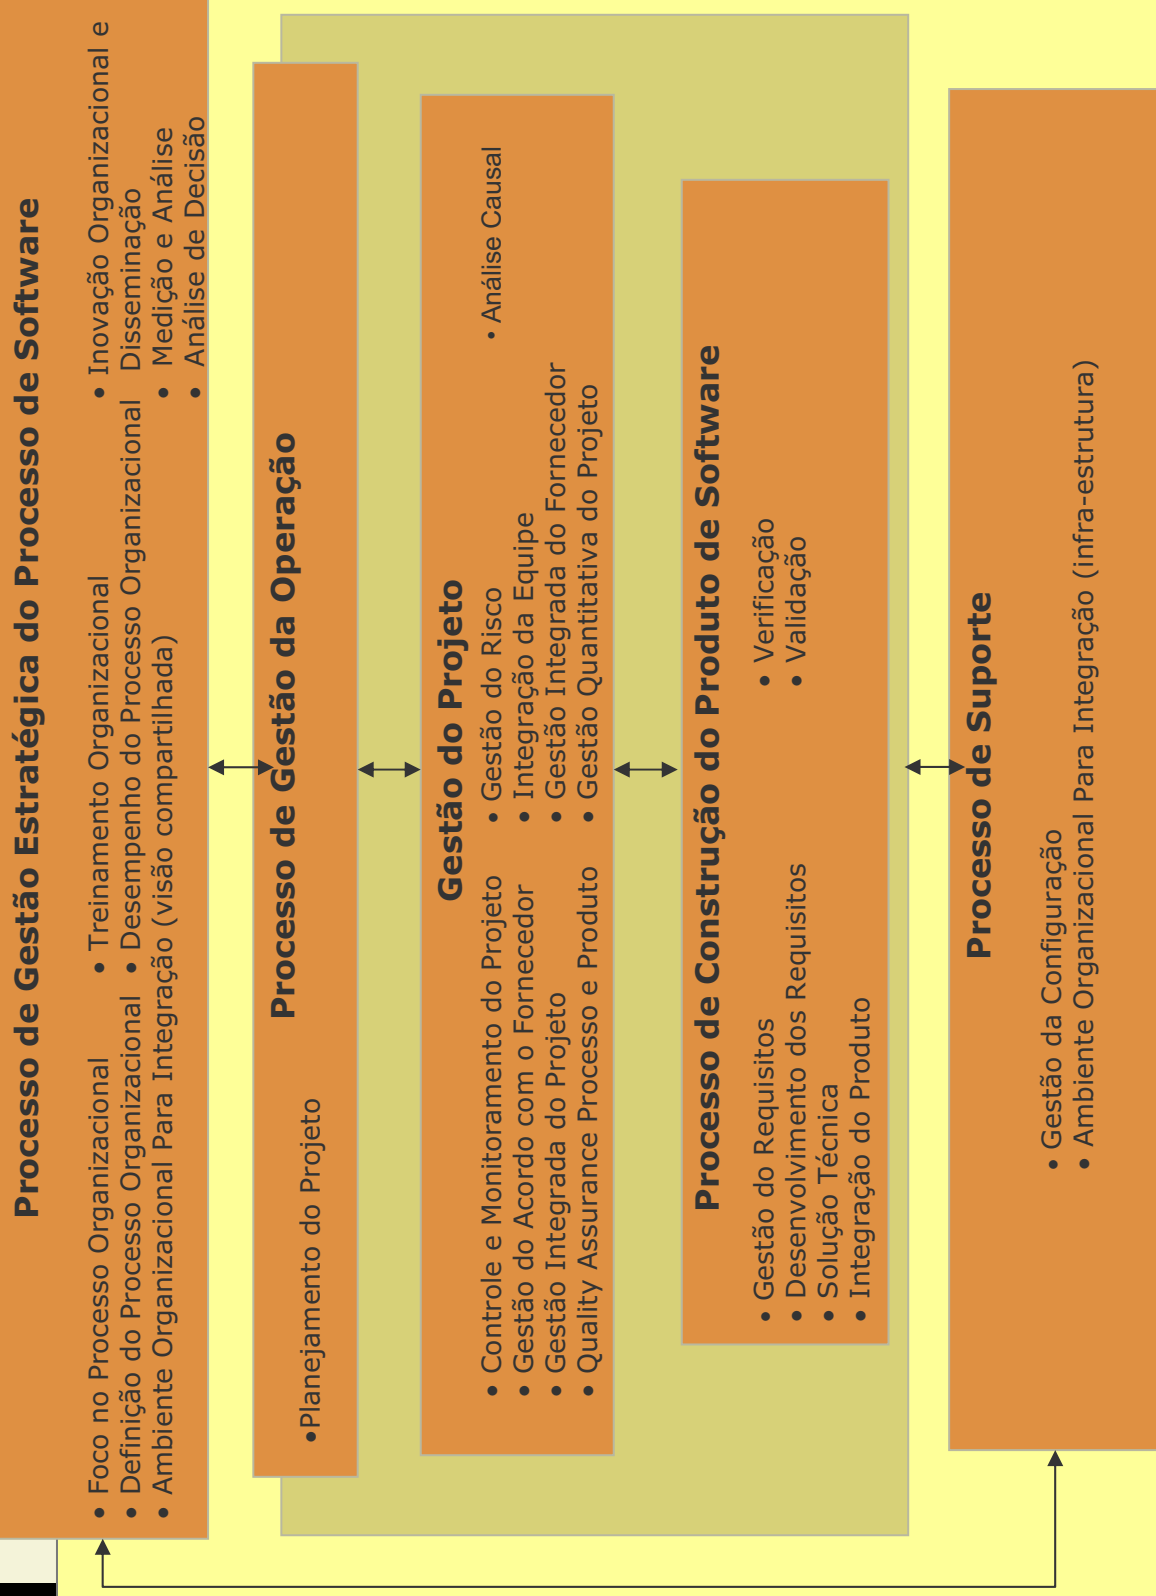 Processo de Gestão Estratégica do Processo de Software
• Foco no Processo Organizacional
• Definição do Processo Organizacional
• Ambiente Organizacional Para Integração (visão compartilhada)
• Treinamento Organizacional
• Desempenho do Processo Organizacional
• Inovação Organizacional e
Disseminação
• Medição e Análise
• Análise de Decisão
Processo de Gestão da Operação
•Planejamento do Projeto
Gestão do Projeto
• Controle e Monitoramento do Projeto
• Gestão do Acordo com o Fornecedor
• Gestão Integrada do Projeto
• Quality Assurance Processo e Produto
• Gestão do Risco
• Integração da Equipe
• Gestão Integrada do Fornecedor
• Gestão Quantitativa do Projeto
• Análise Causal
Processo de Construção do Produto de Software
• Gestão do Requisitos
• Desenvolvimento dos Requisitos
• Solução Técnica
• Integração do Produto
• Verificação
• Validação
Processo de Suporte
• Gestão da Configuração
• Ambiente Organizacional Para Integração (infra-estrutura)